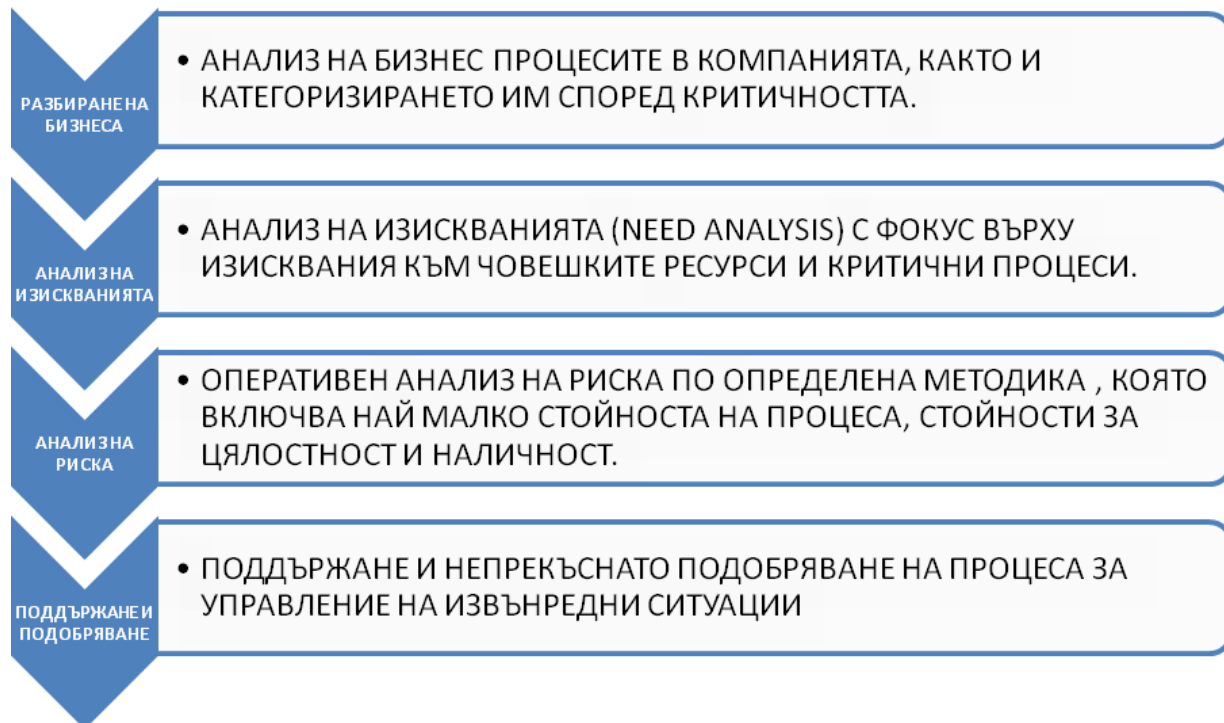 РАЗБИРАНЕ НА
БИЗНЕСА
• АНАЛИЗ НА БИЗНЕС ПРОЦЕСИТЕ В КОМПАНИЯТА, КАКТО И
КАТЕГОРИЗИРАНЕТО ИМ СПОРЕД КРИТИЧНОСТТА.
АНАЛИЗ НА
ИЗИСКВАНИЯТА
• АНАЛИЗ НА ИЗИСКВАНИЯТА (NEED ANALYSIS) С ФОКУС ВЪРХУ
ИЗИСКВАНИЯ КЪМ ЧОВЕШКИТЕ РЕСУРСИ И КРИТИЧНИ ПРОЦЕСИ.
АНАЛИЗ НА
РИСКА
• ОПЕРАТИВЕН АНАЛИЗ НА РИСКА ПО ОПРЕДЕЛЕНА МЕТОДИКА , КОЯТО
ВКЛЮЧВА НАЙ МАЛКО СТОЙНОСТА НА ПРОЦЕСА, СТОЙНОСТИ ЗА
ЦЯЛОСТНОСТ И НАЛИЧНОСТ.
ПОДДЪРЖАНЕ И
ПОДОБРЯВАНЕ
• ПОДДЪРЖАНЕ И НЕПРЕКЪСНАТО ПОДОБРЯВАНЕ НА ПРОЦЕСА ЗА
УПРАВЛЕНИЕ НА ИЗВЪНРЕДНИ СИТУАЦИИ